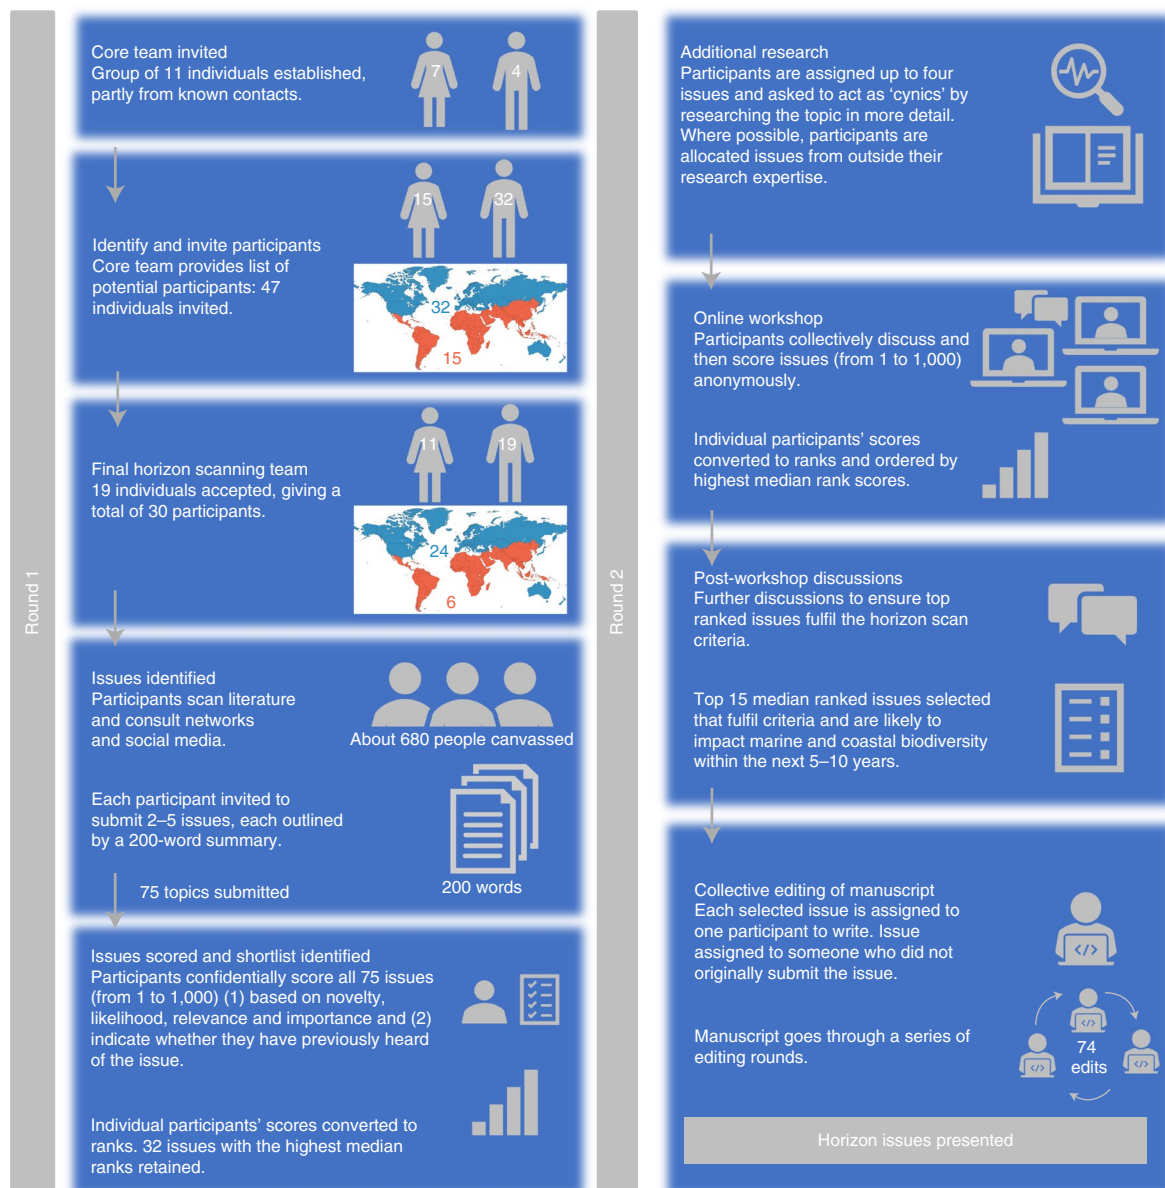 Round 1
Core team invited
Group of 11 individuals established,
partly from known contacts.
7
4
15
32
Identify and invite participants
Core team provides list of
potential participants: 47
individuals invited.
32
15
11
19
Final horizon scanning team
19 individuals accepted, giving a
total of 30 participants.
24
6
Issues identified
Participants scan literature
and consult networks
and social media.
About 680 people canvassed
Each participant invited to
submit 2–5 issues, each outlined
by a 200-word summary.
200 words
75 topics submitted
Issues scored and shortlist identified
Participants confidentially score all 75 issues
(from 1 to 1,000) (1) based on novelty,
likelihood, relevance and importance and (2)
indicate whether they have previously heard
of the issue.
Individual participants’ scores converted to
ranks. 32 issues with the highest median
ranks retained.
Round 2
Additional research
Participants are assigned up to four
issues and asked to act as ‘cynics’ by
researching the topic in more detail.
Where possible, participants are
allocated issues from outside their
research expertise.
Online workshop
Participants collectively discuss and
then score issues (from 1 to 1,000)
anonymously.
Individual participants’ scores
converted to ranks and ordered by
highest median rank scores.
Post-workshop discussions
Further discussions to ensure top
ranked issues fulfil the horizon scan
criteria.
Top 15 median ranked issues selected
that fulfil criteria and are likely to
impact marine and coastal biodiversity
within the next 5–10 years.
Collective editing of manuscript
Each selected issue is assigned to
one participant to write. Issue
assigned to someone who did not
originally submit the issue.
</>
Manuscript goes through a series of
editing rounds.
</>
</>
</>
74
edits
Horizon issues presented